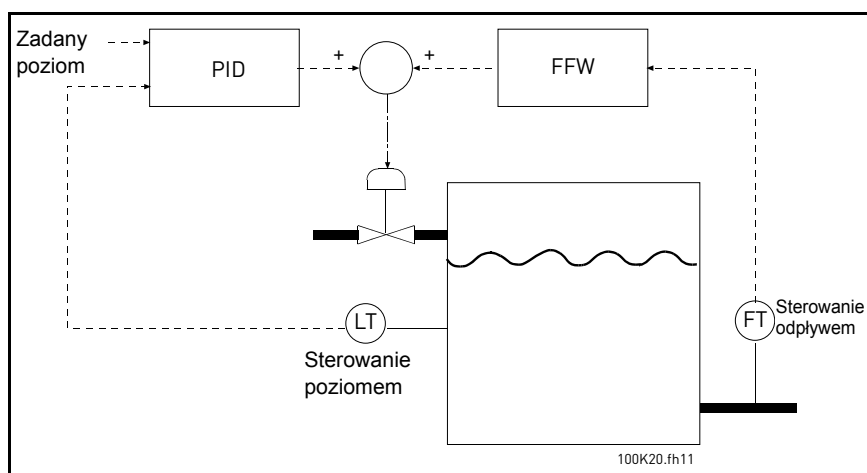 Zadany
poziom
PID
+
+
FFW
LT
Sterowanie
poziomem
FT
Sterowanie
odpływem
100K20.fh11